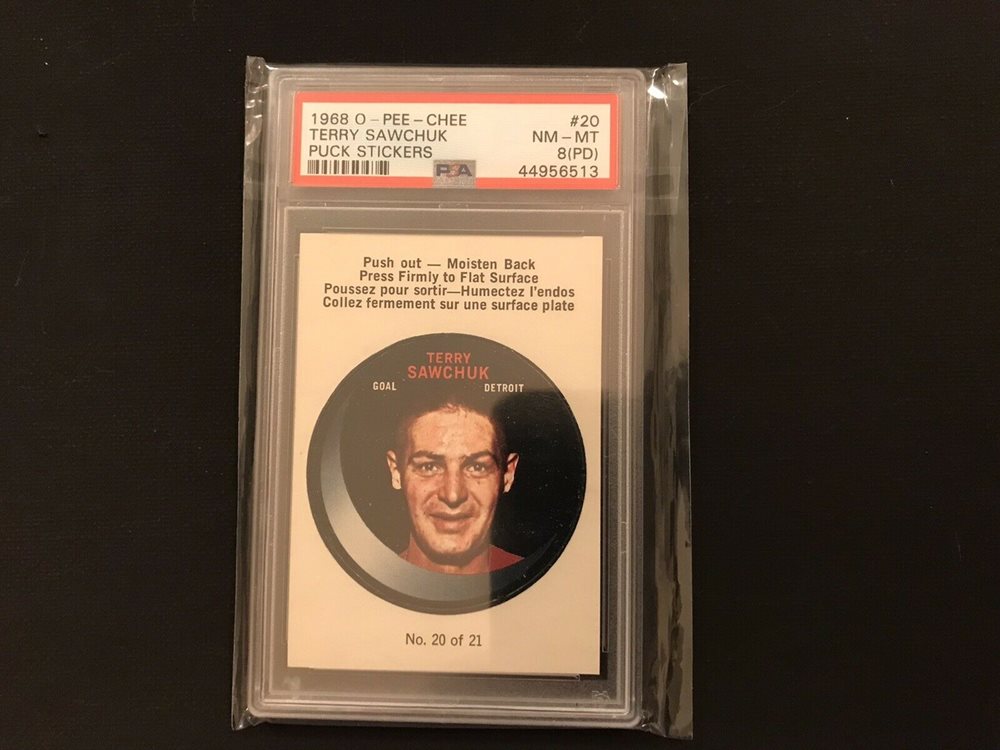 1968 O-PEE-CHEE #20
TERRY SAWCHUK NM-MT
PUCK STICKERS 8(PD)
PSA 44956513
Push out — Moisten Back
Press Firmly to Flat Surface
Poussez pour sortir—Humectez l'endos
Collez fermement sur une surface plate
TERRY
SAWCHUK
GOAL DETROIT
No. 20 of 21